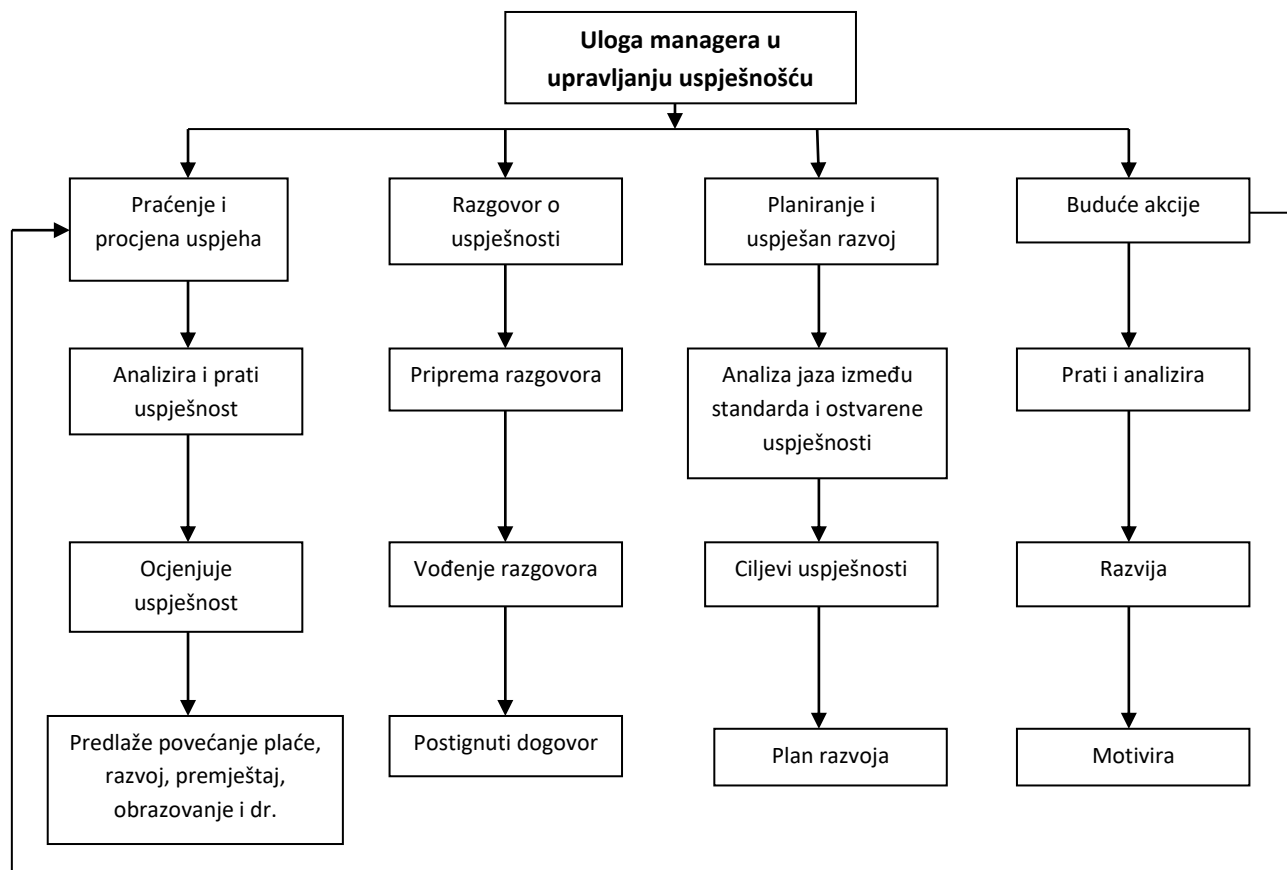 Uloga managera u
upravljanju uspješnošću
Praćenje i
procjena uspjeha
Razgovor o
uspješnosti
Planiranje i
uspješan razvoj
Buduće akcije
Analizira i prati
uspješnost
Priprema razgovora
Analiza jaza između
standarda i ostvarene
uspješnosti
Prati i analizira
Ocjenjuje
uspješnost
Vođenje razgovora
Ciljevi uspješnosti
Razvija
Predlaže povećanje plaće,
razvoj, premještaj,
obrazovanje i dr.
Postignuti dogovor
Plan razvoja
Motivira